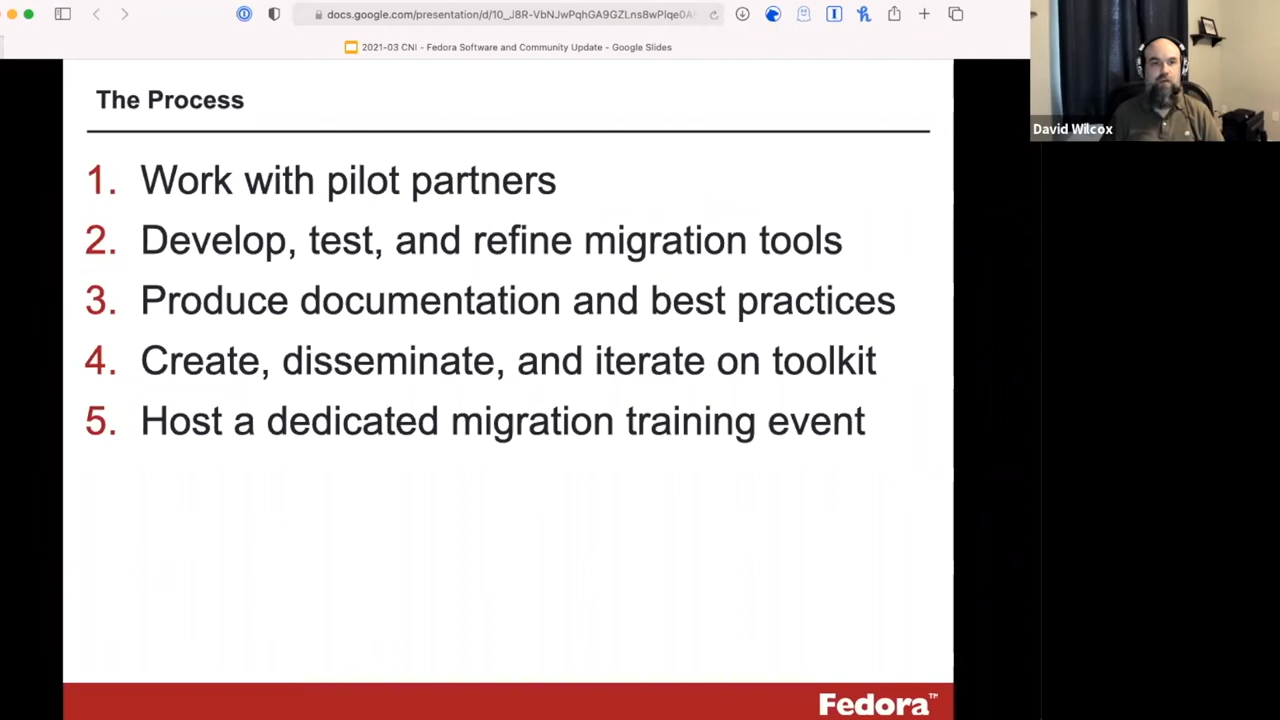 docs.google.com/presentation/d/10_J8R-VbNJwPqhGA9GZLns8wPlqe0A
2021-03 CNI - Fedora Software and Community Update - Google Slides
David Wilcox
The Process
1. Work with pilot partners
2. Develop, test, and refine migration tools
3. Produce documentation and best practices
4. Create, disseminate, and iterate on toolkit
5. Host a dedicated migration training event
Fedora™